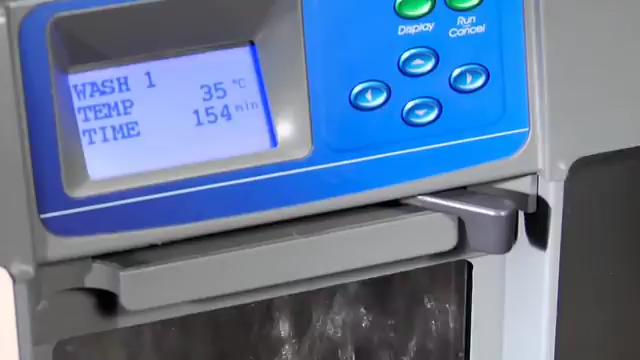 WASH 1
TEMP 35 °C
TIME 154 min
Display
Run
Cancel